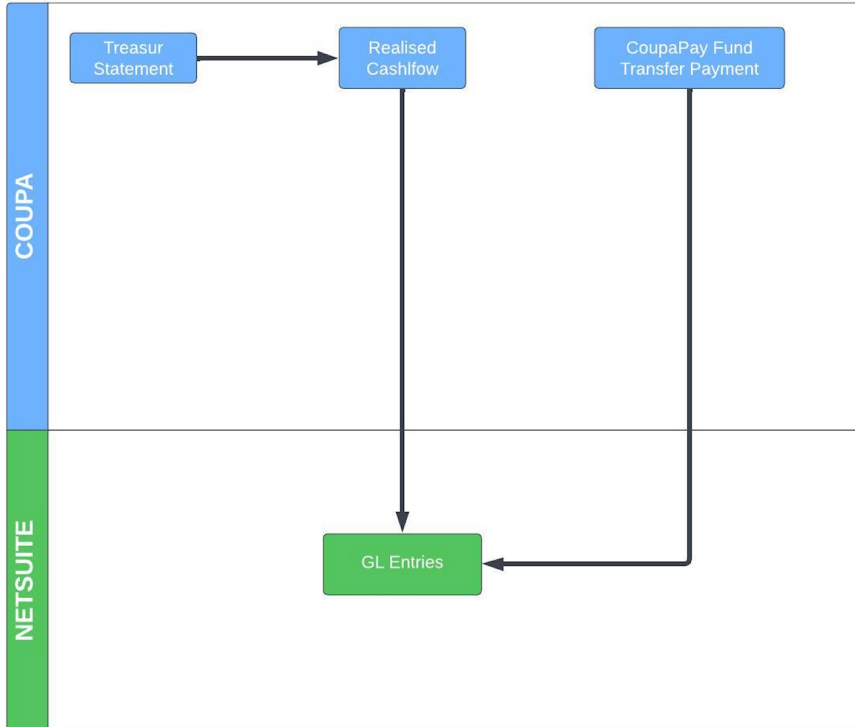 COUPA
Treasur
Statement
Realised
Cashlfow
CoupaPay Fund
Transfer Payment
NETSUITE
GL Entries